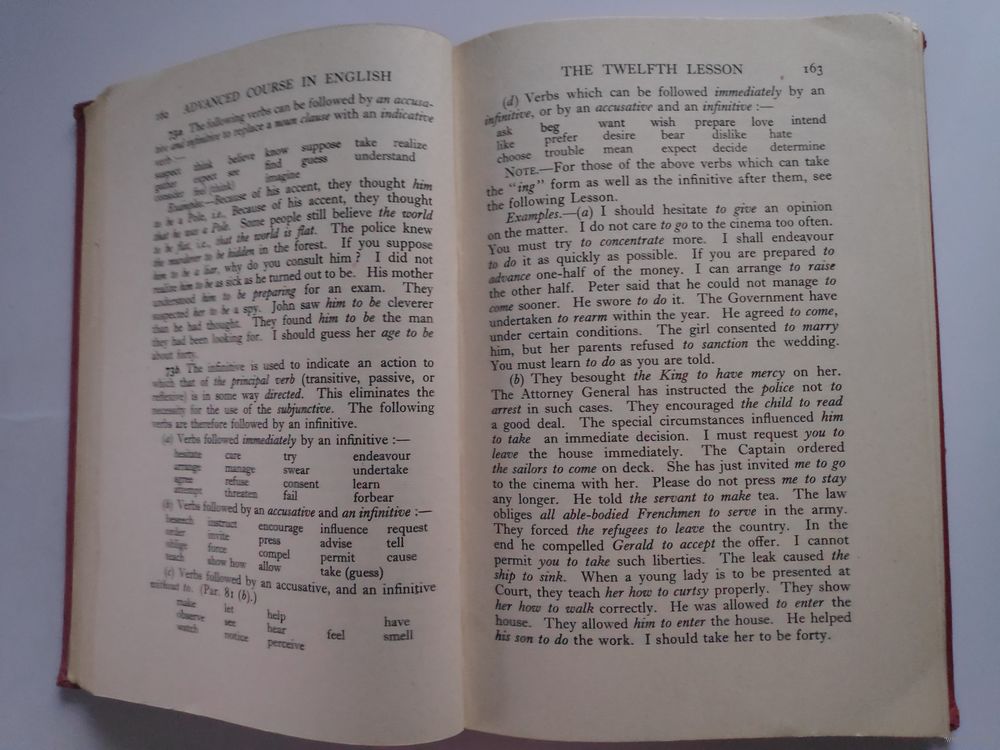 ADVANCED COURSE IN ENGLISH
73a The following verbs can be followed by an accusa-
tive and infinitive to replace a noun clause with an indicative
verb :—
suspect think believe know suppose take realize
gather expect see find guess understand
consider feel (think) imagine
Examples.—Because of his accent, they thought him
to be a Pole, i.e., Because of his accent, they thought
that he was a Pole. Some people still believe the world
to be flat, i.e., that the world is flat. The police knew
the murderer to be hidden in the forest. If you suppose
him to be a liar, why do you consult him? I did not
realize him to be as sick as he turned out to be. His mother
understood him to be preparing for an exam. They
suspected her to be a spy. John saw him to be cleverer
than he had thought. They found him to be the man
they had been looking for. I should guess her age to be
about forty.
73b The infinitive is used to indicate an action to
which that of the principal verb (transitive, passive, or
reflexive) is in some way directed. This eliminates the
necessity for the use of the subjunctive. The following
verbs are therefore followed by an infinitive.
(a) Verbs followed immediately by an infinitive :—
hesitate care try endeavour
arrange manage swear undertake
agree refuse consent learn
attempt threaten fail forbear
(b) Verbs followed by an accusative and an infinitive :—
beseech instruct encourage influence request
order invite press advise tell
oblige force compel permit cause
teach show how allow take (guess)
(c) Verbs followed by an accusative, and an infinitive
without to. (Par. 81 (b).)
make let help have
observe see hear feel smell
watch notice perceive
THE TWELFTH LESSON 163
(d) Verbs which can be followed immediately by an
infinitive, or by an accusative and an infinitive :—
ask beg want wish prepare love intend
like prefer desire bear dislike hate
choose trouble mean expect decide determine
NOTE.—For those of the above verbs which can take
the "ing" form as well as the infinitive after them, see
the following Lesson.
Examples.—(a) I should hesitate to give an opinion
on the matter. I do not care to go to the cinema too often.
You must try to concentrate more. I shall endeavour
to do it as quickly as possible. If you are prepared to
advance one-half of the money. I can arrange to raise
the other half. Peter said that he could not manage to
come sooner. He swore to do it. The Government have
undertaken to rearm within the year. He agreed to come,
under certain conditions. The girl consented to marry
him, but her parents refused to sanction the wedding.
You must learn to do as you are told.
(b) They besought the King to have mercy on her.
The Attorney General has instructed the police not to
arrest in such cases. They encouraged the child to read
a good deal. The special circumstances influenced him
to take an immediate decision. I must request you to
leave the house immediately. The Captain ordered
the sailors to come on deck. She has just invited me to go
to the cinema with her. Please do not press me to stay
any longer. He told the servant to make tea. The law
obliges all able-bodied Frenchmen to serve in the army.
They forced the refugees to leave the country. In the
end he compelled Gerald to accept the offer. I cannot
permit you to take such liberties. The leak caused the
ship to sink. When a young lady is to be presented at
Court, they teach her how to curtsy properly. They show
her how to walk correctly. He was allowed to enter the
house. They allowed him to enter the house. He helped
his son to do the work. I should take her to be forty.